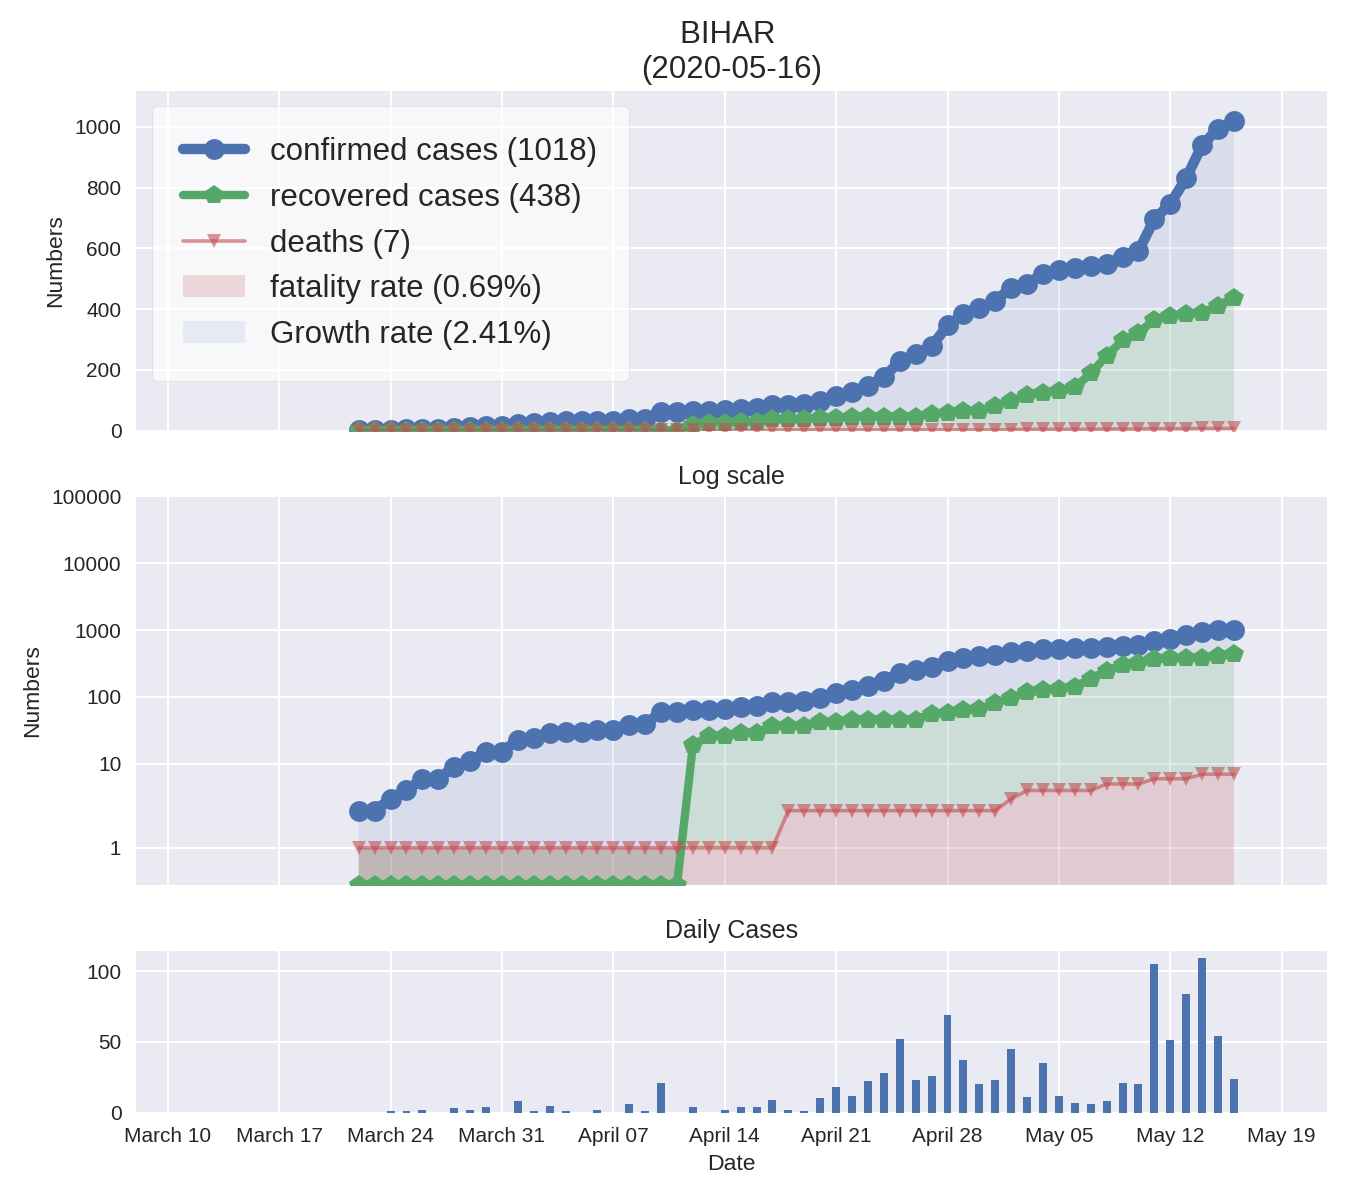 BIHAR
(2020-05-16)
confirmed cases (1018)
recovered cases (438)
deaths (7)
fatality rate (0.69%)
Growth rate (2.41%)
Numbers
1000
800
600
400
200
0
Log scale
Numbers
100000
10000
1000
100
10
1
Daily Cases
100
50
0
March 10 March 17 March 24 March 31 April 07 April 14 April 21 April 28 May 05 May 12 May 19
Date